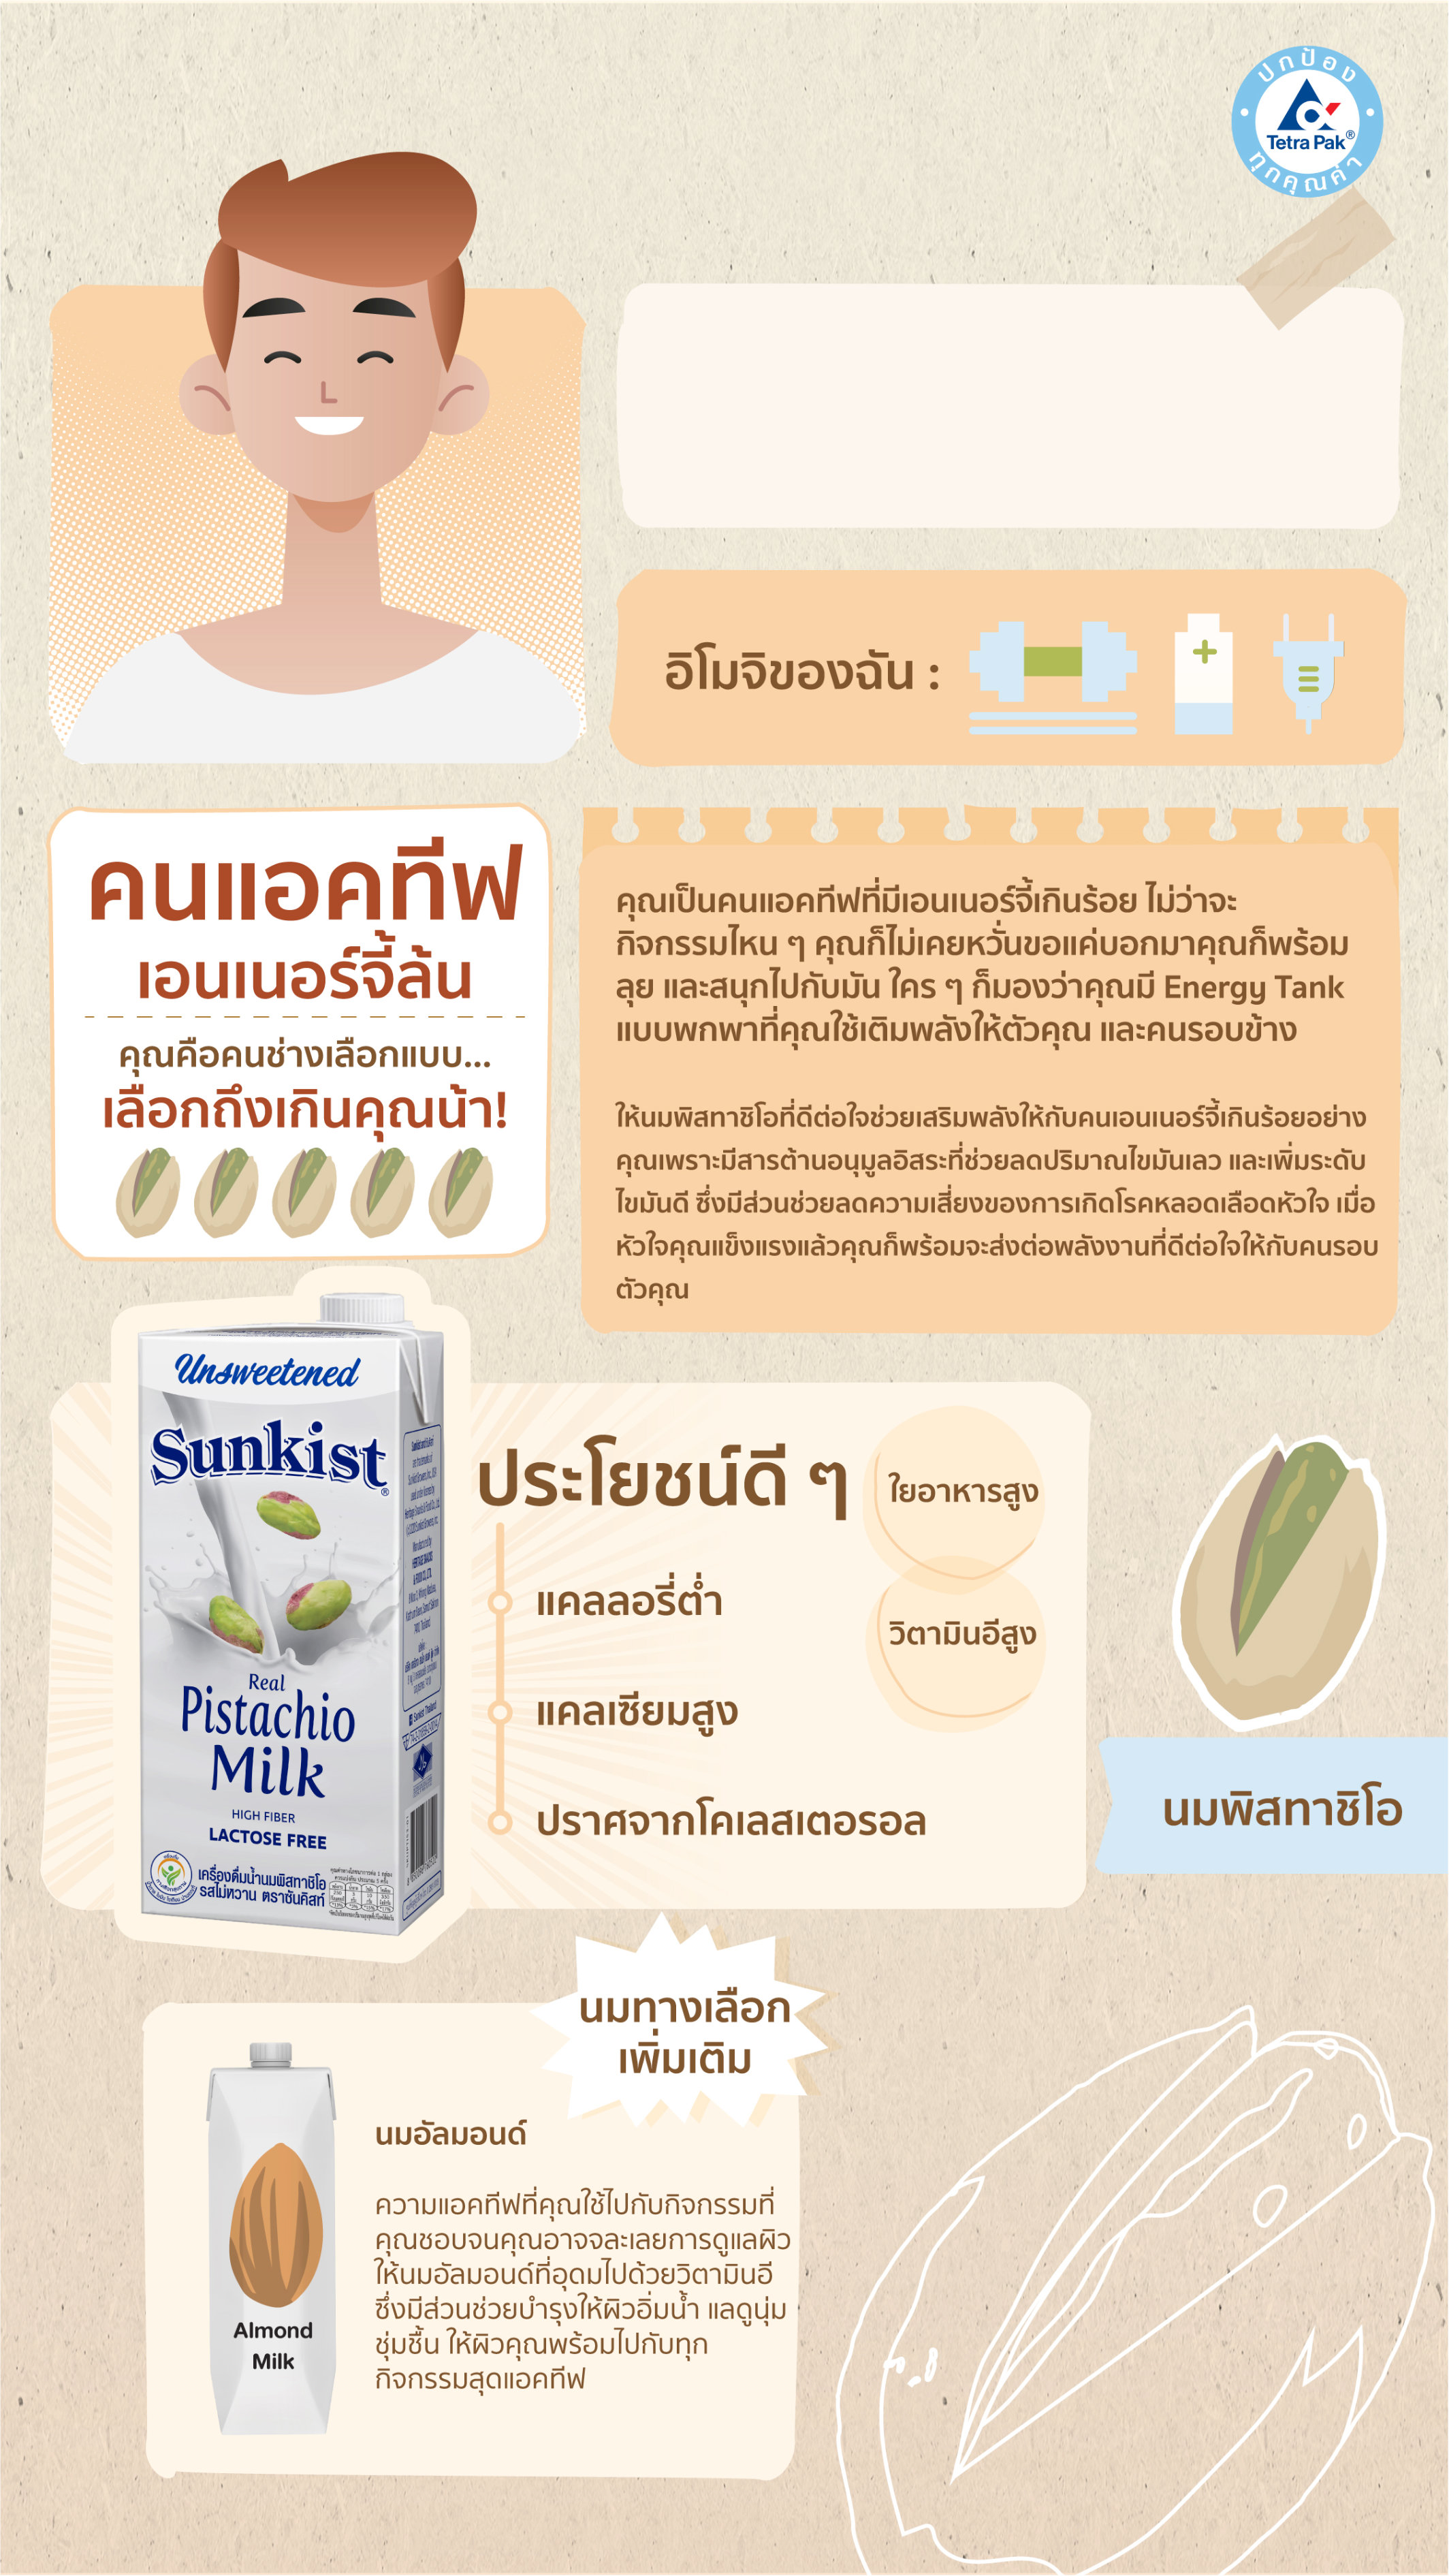 ปกป้อง
Tetra Pak®
ทุกคุณค่า
อิโมจิของฉัน :
คนแอคทีฟ
เอนเนอร์จี้ล้น
คุณคือคนช่างเลือกแบบ...
เลือกถึงเกินคุณน้า!
คุณเป็นคนแอคทีฟที่มีเอนเนอร์จี้เกินร้อย ไม่ว่าจะ
กิจกรรมไหน ๆ คุณก็ไม่เคยหวั่นขอแค่บอกมาคุณก็พร้อม
ลุย และสนุกไปกับมัน ใคร ๆ ก็มองว่าคุณมี Energy Tank
แบบพกพาที่คุณใช้เติมพลังให้ตัวคุณ และคนรอบข้าง
ให้นมพิสทาชิโอที่ดีต่อใจช่วยเสริมพลังให้กับคนเอนเนอร์จี้เกินร้อยอย่าง
คุณเพราะมีสารต้านอนุมูลอิสระที่ช่วยลดปริมาณไขมันเลว และเพิ่มระดับ
ไขมันดี ซึ่งมีส่วนช่วยลดความเสี่ยงของการเกิดโรคหลอดเลือดหัวใจ เมื่อ
หัวใจคุณแข็งแรงแล้วคุณก็พร้อมจะส่งต่อพลังงานที่ดีต่อใจให้กับคนรอบ
ตัวคุณ
Unsweetened
Sunkist®
Real
Pistachio
Milk
HIGH FIBER
LACTOSE FREE
เครื่องดื่มน้ำนมพิสทาชิโอ
รสไม่หวาน ตราซันคิสท์
ประโยชน์ดี ๆ
ใยอาหารสูง
แคลลอรี่ต่ำ
วิตามินอีสูง
แคลเซียมสูง
ปราศจากโคเลสเตอรอล
นมพิสทาชิโอ
นมทางเลือก
เพิ่มเติม
นมอัลมอนด์
ความแอคทีฟที่คุณใช้ไปกับกิจกรรมที่
คุณชอบจนคุณอาจจละเลยการดูแลผิว
ให้นมอัลมอนด์ที่อุดมไปด้วยวิตามินอี
ซึ่งมีส่วนช่วยบำรุงให้ผิวอิ่มน้ำ แลดูนุ่ม
ชุ่มชื้น ให้ผิวคุณพร้อมไปกับทุก
กิจกรรมสุดแอคทีฟ
Almond
Milk